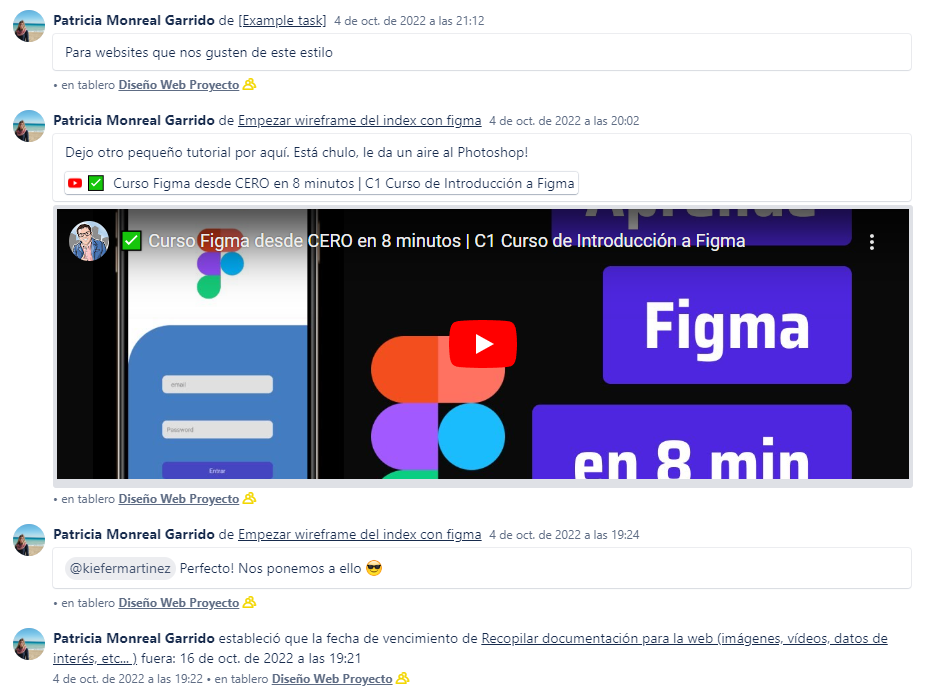 Patricia Monreal Garrido de [Example task] 4 de oct. de 2022 a las 21:12
Para websites que nos gusten de este estilo
• en tablero Diseño Web Proyecto
Patricia Monreal Garrido de Empezar wireframe del index con figma 4 de oct. de 2022 a las 20:02
Dejo otro pequeño tutorial por aquí. Está chulo, le da un aire al Photoshop!
✅ Curso Figma desde CERO en 8 minutos | C1 Curso de Introducción a Figma
Aprende
✅ Curso Figma desde CERO en 8 minutos | C1 Curso de Introducción a Figma
Figma
email
Password
en 8 min
Entrar
• en tablero Diseño Web Proyecto
Patricia Monreal Garrido de Empezar wireframe del index con figma 4 de oct. de 2022 a las 19:24
@kiefermartinez Perfecto! Nos ponemos a ello 😎
• en tablero Diseño Web Proyecto
Patricia Monreal Garrido estableció que la fecha de vencimiento de Recopilar documentación para la web (imágenes, vídeos, datos de
interés, etc... ) fuera: 16 de oct. de 2022 a las 19:21
4 de oct. de 2022 a las 19:22 • en tablero Diseño Web Proyecto